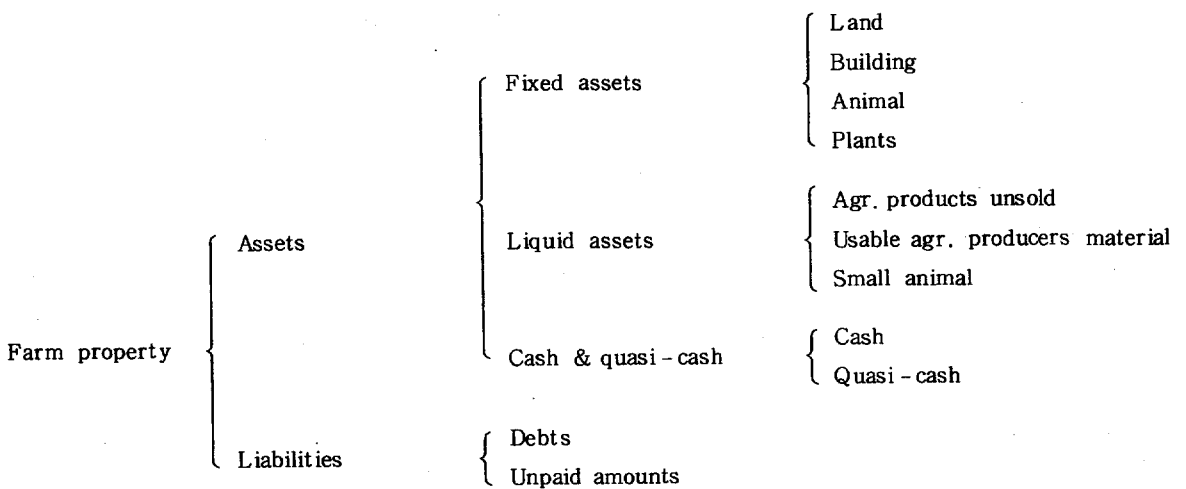 Land
Fixed assets
Building
Animal
Plants
Agr. products unsold
Assets
Liquid assets
Usable agr. producers material
Small animal
Farm property
Cash & quasi-cash
Cash
Quasi-cash
Liabilities
Debts
Unpaid amounts